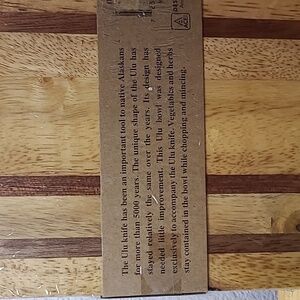 The Ulu knife has been an important tool to native Alaskans
for more than 5000 years. The unique shape of the Ulu has
stayed relatively the same over the years. Its design has
needed little improvement. This Ulu bowl was designed
exclusively to accompany the Ulu knife. Vegetables and herbs
stay contained in the bowl while chopping and mincing.